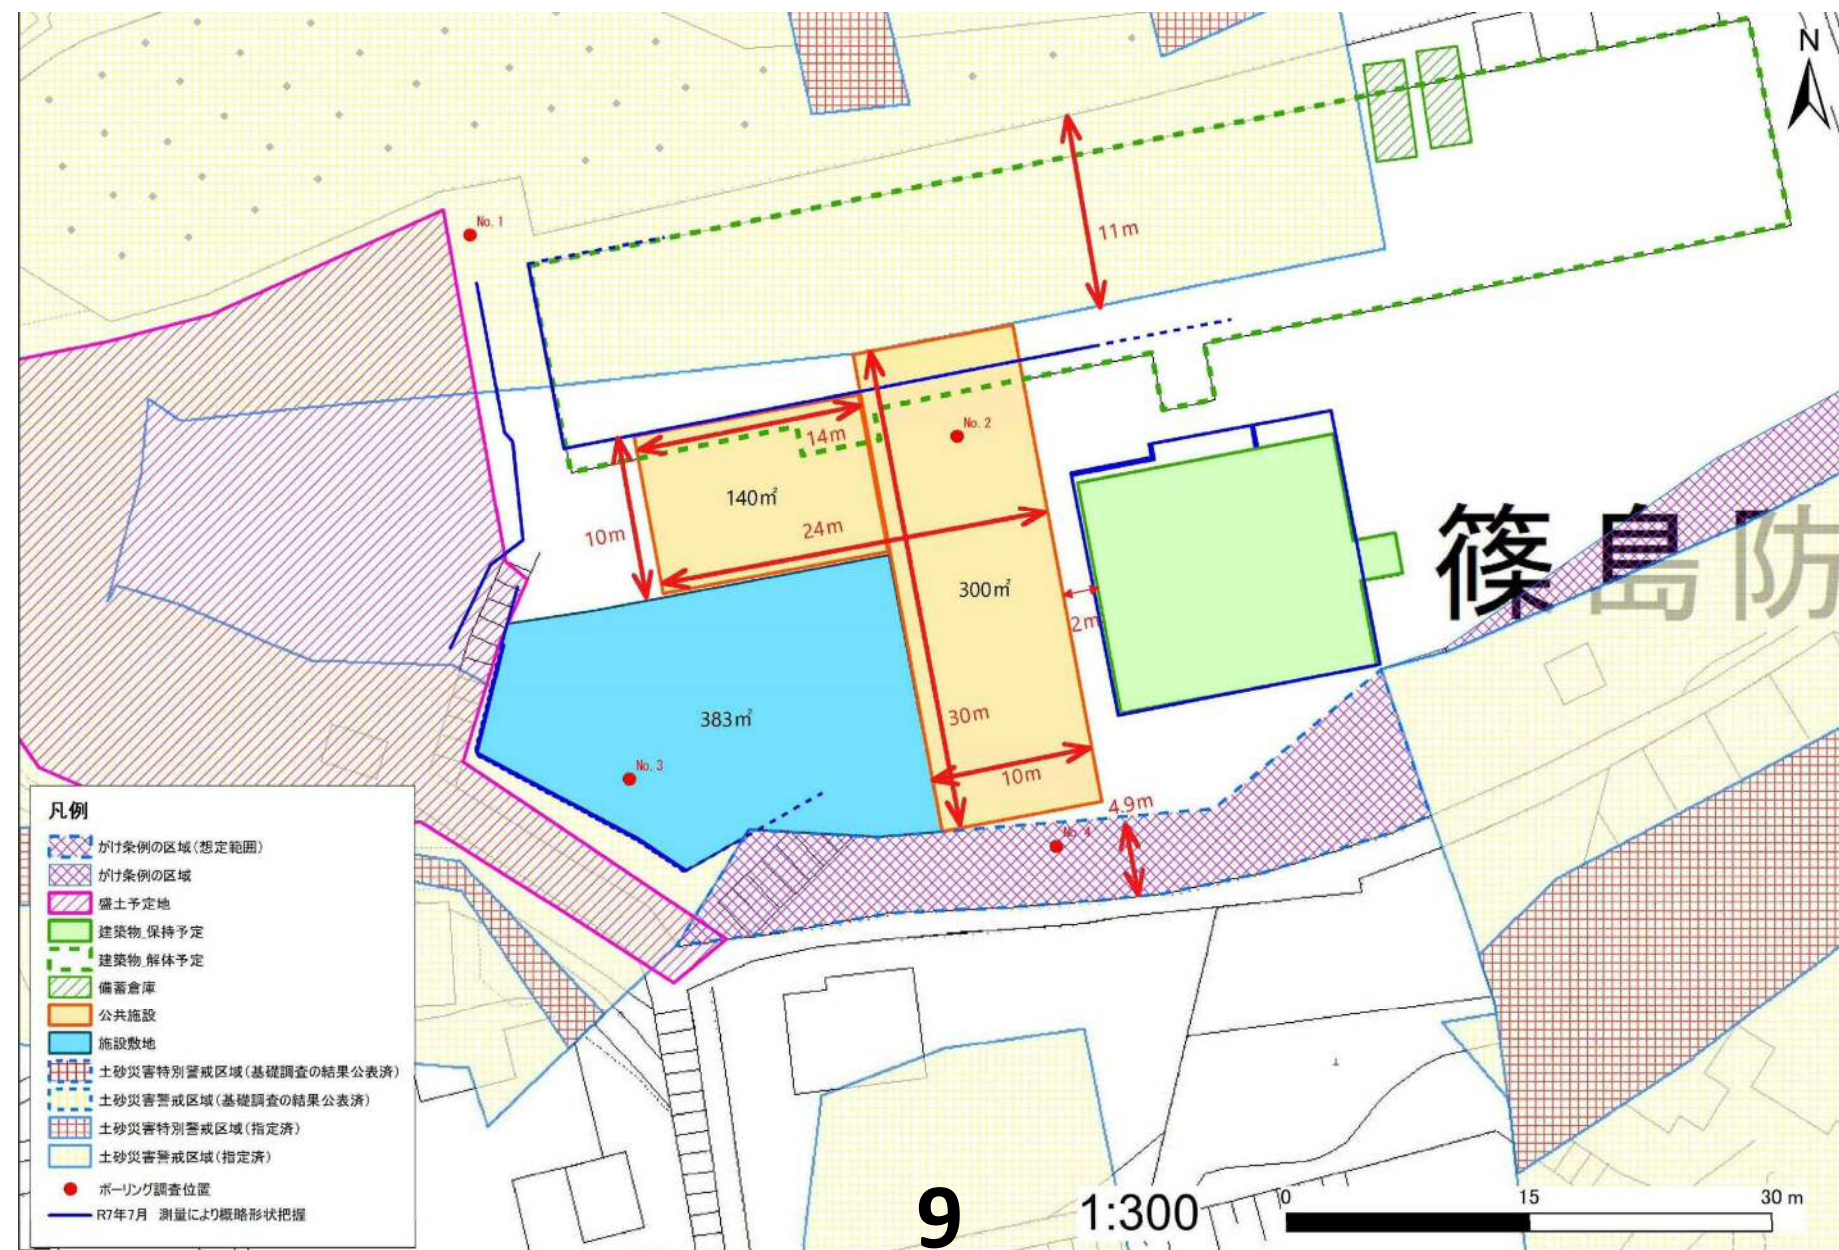 N
No. 1
11m
14m
No. 2
140㎡
10m
24m
300㎡
2m
篠島防
383㎡
30m
No. 3
10m
4.9m
No. 4
凡例
がけ条例の区域(想定範囲)
がけ条例の区域
盛土予定地
建築物_保持予定
建築物_解体予定
備蓄倉庫
公共施設
施設敷地
土砂災害特別警戒区域(基礎調査の結果公表済)
土砂災害警戒区域(基礎調査の結果公表済)
土砂災害特別警戒区域(指定済)
土砂災害警戒区域(指定済)
ボーリング調査位置
R7年7月 測量により概略形状把握
9
1:300
0 15 30 m